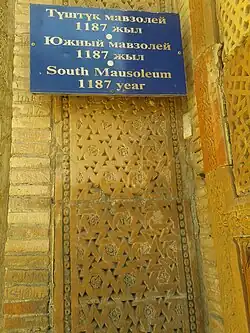 Түштүк мавзолей
1187 жыл
Южный мавзолей
1187 жыл
South Mausoleum
1187 year